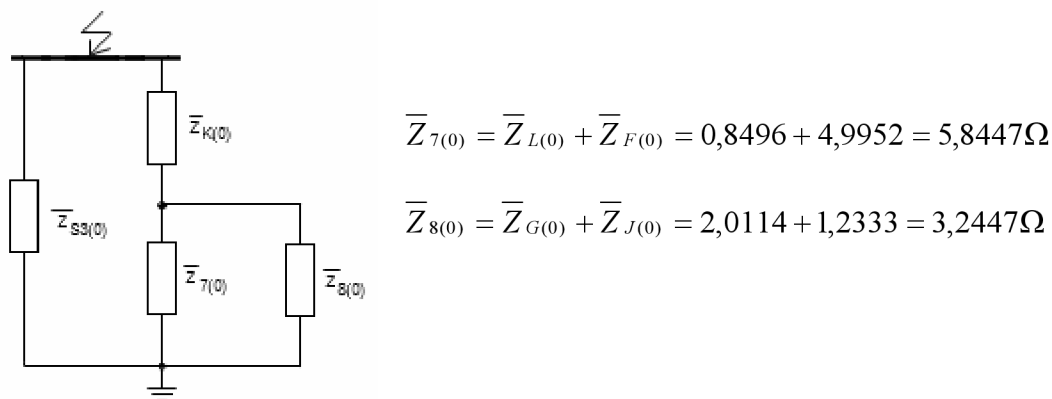 Z̅ K(0)
Z̅ S3(0)
Z̅ 7(0)
Z̅ 8(0)
Z̅ 7(0) = Z̅ L(0) + Z̅ F(0) = 0,8496 + 4,9952 = 5,8447Ω
Z̅ 8(0) = Z̅ G(0) + Z̅ J(0) = 2,0114 + 1,2333 = 3,2447Ω